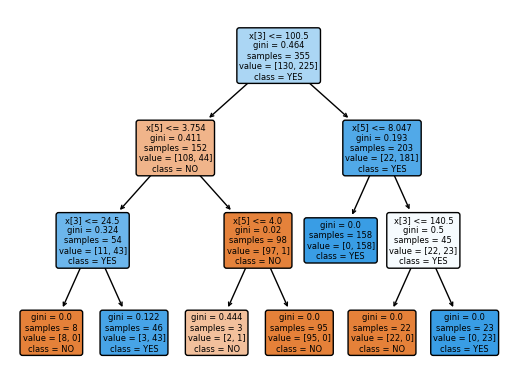 x[3] <= 100.5
gini = 0.464
samples = 355
value = [130, 225]
class = YES
x[5] <= 3.754
gini = 0.411
samples = 152
value = [108, 44]
class = NO
x[5] <= 8.047
gini = 0.193
samples = 203
value = [22, 181]
class = YES
x[3] <= 24.5
gini = 0.324
samples = 54
value = [11, 43]
class = YES
x[5] <= 4.0
gini = 0.02
samples = 98
value = [97, 1]
class = NO
gini = 0.0
samples = 158
value = [0, 158]
class = YES
x[3] <= 140.5
gini = 0.5
samples = 45
value = [22, 23]
class = YES
gini = 0.0
samples = 8
value = [8, 0]
class = NO
gini = 0.122
samples = 46
value = [3, 43]
class = YES
gini = 0.444
samples = 3
value = [2, 1]
class = NO
gini = 0.0
samples = 95
value = [95, 0]
class = NO
gini = 0.0
samples = 22
value = [22, 0]
class = NO
gini = 0.0
samples = 23
value = [0, 23]
class = YES